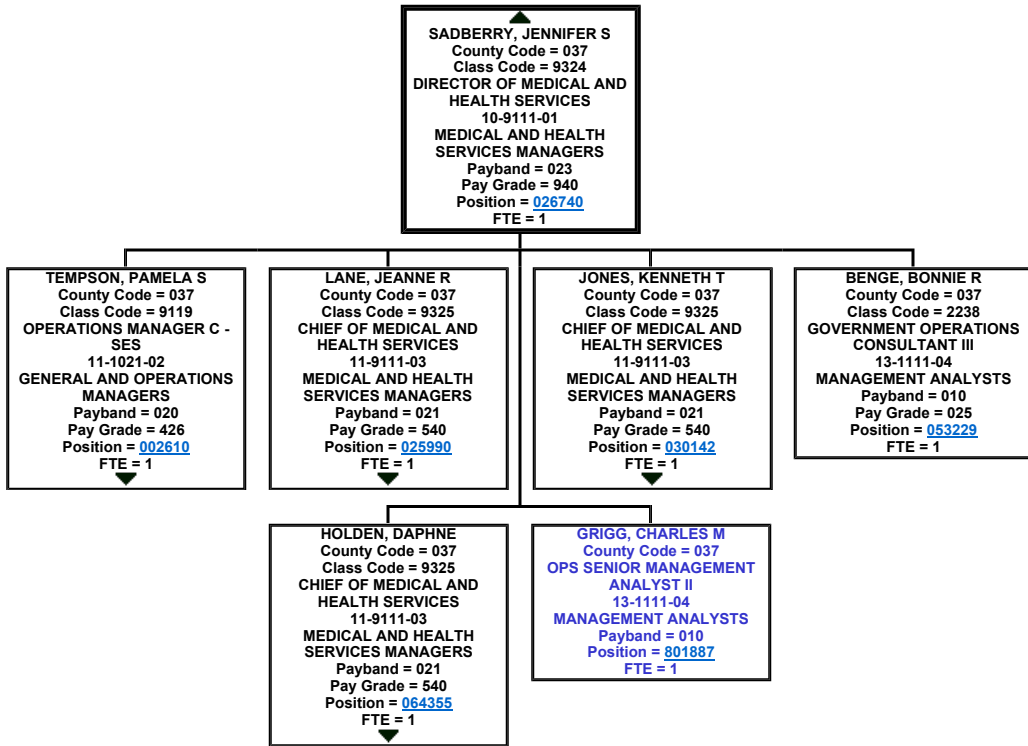 SADBERRY, JENNIFER S
County Code = 037
Class Code = 9324
DIRECTOR OF MEDICAL AND
HEALTH SERVICES
10-9111-01
MEDICAL AND HEALTH
SERVICES MANAGERS
Payband = 023
Pay Grade = 940
Position = 026740
FTE = 1
TEMPSON, PAMELA S
County Code = 037
Class Code = 9119
OPERATIONS MANAGER C -
SES
11-1021-02
GENERAL AND OPERATIONS
MANAGERS
Payband = 020
Pay Grade = 426
Position = 002610
FTE = 1
LANE, JEANNE R
County Code = 037
Class Code = 9325
CHIEF OF MEDICAL AND
HEALTH SERVICES
11-9111-03
MEDICAL AND HEALTH
SERVICES MANAGERS
Payband = 021
Pay Grade = 540
Position = 025990
FTE = 1
JONES, KENNETH T
County Code = 037
Class Code = 9325
CHIEF OF MEDICAL AND
HEALTH SERVICES
11-9111-03
MEDICAL AND HEALTH
SERVICES MANAGERS
Payband = 021
Pay Grade = 540
Position = 030142
FTE = 1
BENGE, BONNIE R
County Code = 037
Class Code = 2238
GOVERNMENT OPERATIONS
CONSULTANT III
13-1111-04
MANAGEMENT ANALYSTS
Payband = 010
Pay Grade = 025
Position = 053229
FTE = 1
HOLDEN, DAPHNE
County Code = 037
Class Code = 9325
CHIEF OF MEDICAL AND
HEALTH SERVICES
11-9111-03
MEDICAL AND HEALTH
SERVICES MANAGERS
Payband = 021
Pay Grade = 540
Position = 064355
FTE = 1
GRIGG, CHARLES M
County Code = 037
OPS SENIOR MANAGEMENT
ANALYST II
13-1111-04
MANAGEMENT ANALYSTS
Payband = 010
Position = 801887
FTE = 1